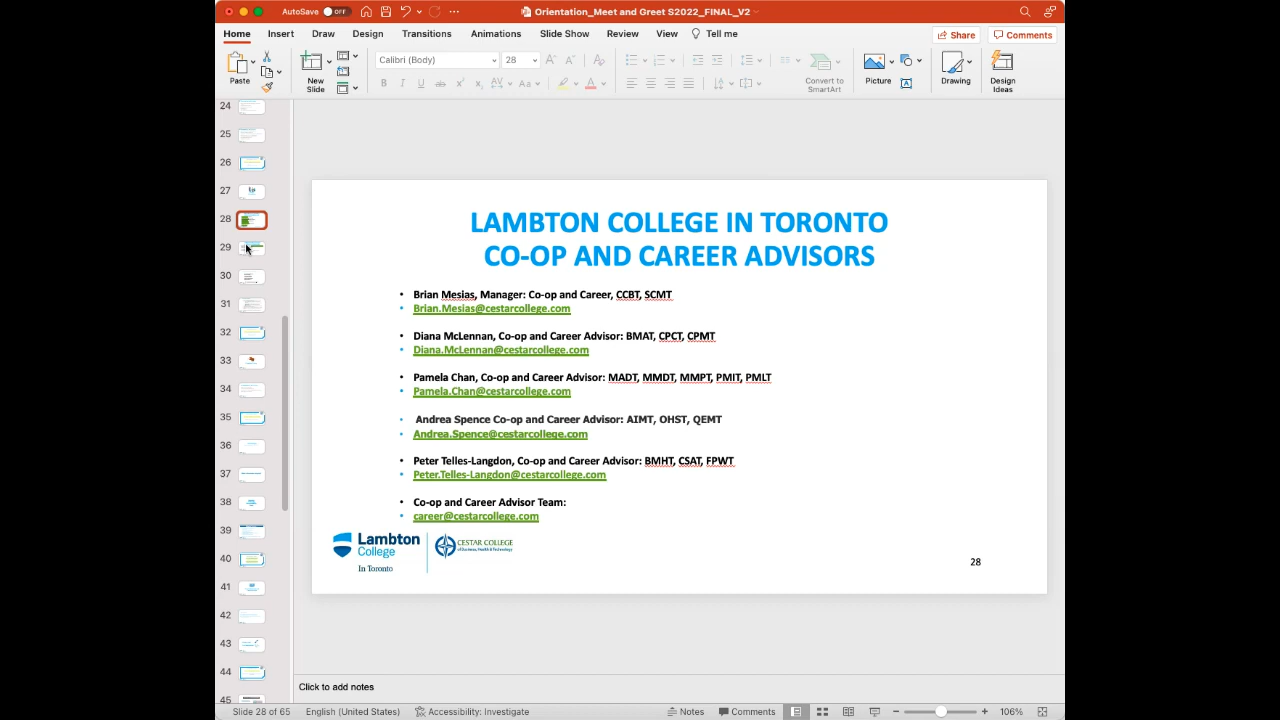 AutoSave OFF
Orientation_Meet and Greet S2022_FINAL_V2
Home Insert Draw Design Transitions Animations Slide Show Review View Tell me Share Comments
Paste
New Slide
Calibri (Body) 28
Convert to SmartArt
Picture
Drawing
Design Ideas
24
25
26
27
28
29
30
31
32
33
34
35
36
37
38
39
40
41
42
43
44
45
LAMBTON COLLEGE IN TORONTO
CO-OP AND CAREER ADVISORS
• Brian Mesias, Manager: Co-op and Career, CCBT, SCMT
• Brian.Mesias@cestarcollege.com
• Diana McLennan, Co-op and Career Advisor: BMAT, CPCT, CPMT
• Diana.McLennan@cestarcollege.com
• Pamela Chan, Co-op and Career Advisor: MADT, MMDT, MMPT, PMIT, PMLT
• Pamela.Chan@cestarcollege.com
• Andrea Spence Co-op and Career Advisor: AIMT, OHST, QEMT
• Andrea.Spence@cestarcollege.com
• Peter Telles-Langdon, Co-op and Career Advisor: BMHT, CSAT, FPWT
• Peter.Telles-Langdon@cestarcollege.com
• Co-op and Career Advisor Team:
• career@cestarcollege.com
Lambton College
In Toronto
CESTAR COLLEGE
of Business, Health & Technology
28
Click to add notes
Slide 28 of 65 English (United States) Accessibility: Investigate Notes Comments 106%